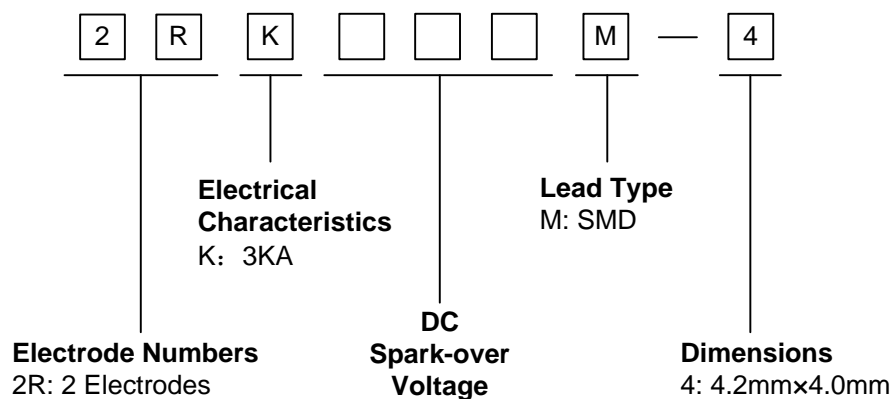 2 R K M — 4
Electrical
Characteristics
K：3KA
Lead Type
M: SMD
Electrode Numbers
2R: 2 Electrodes
DC
Spark-over
Voltage
Dimensions
4: 4.2mm×4.0mm